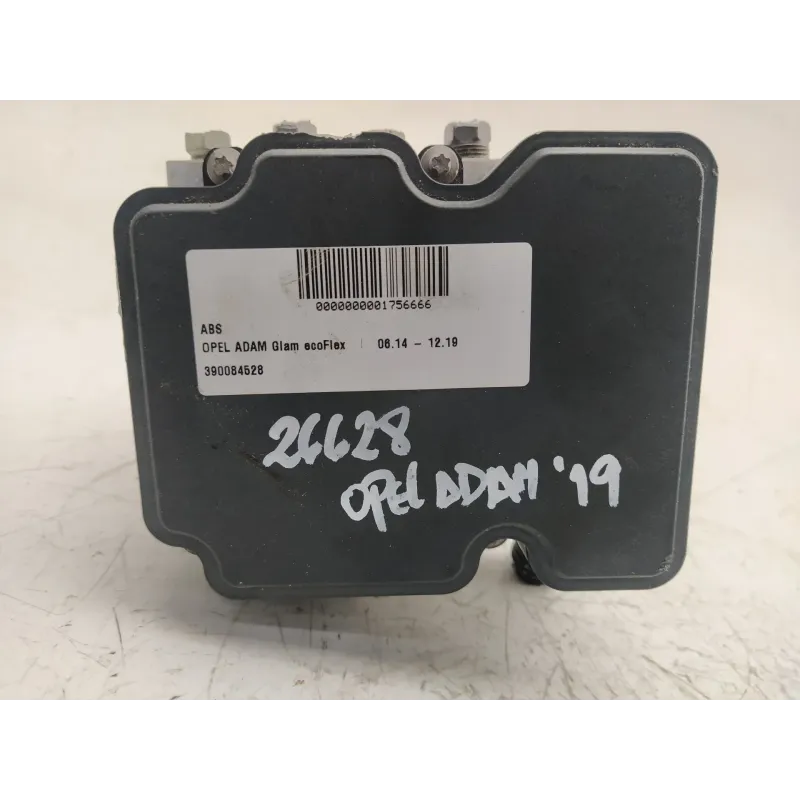 0000000001756666
ABS
OPEL ADAM Glam ecoFlex | 06.14 - 12.19
390084528
26628
OPEL ADAM '19